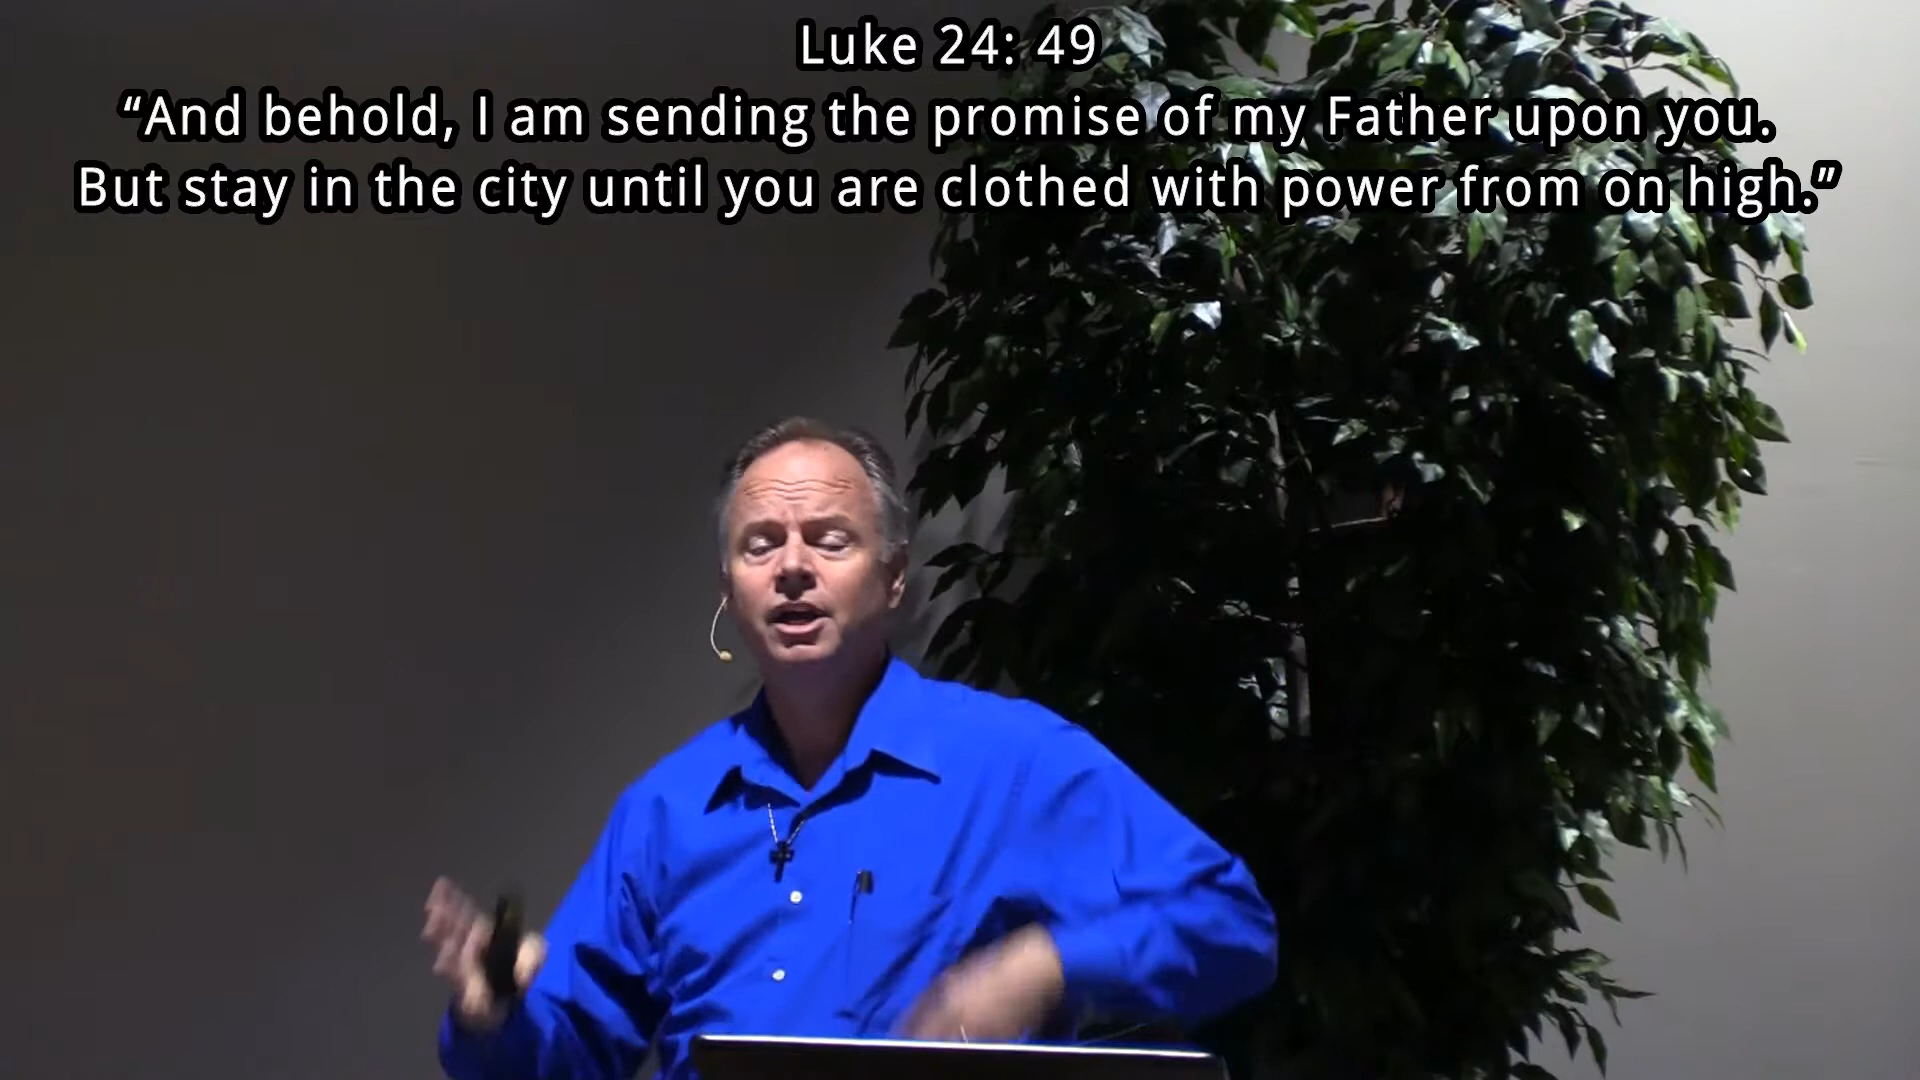 Luke 24: 49
“And behold, I am sending the promise of my Father upon you.
But stay in the city until you are clothed with power from on high.”